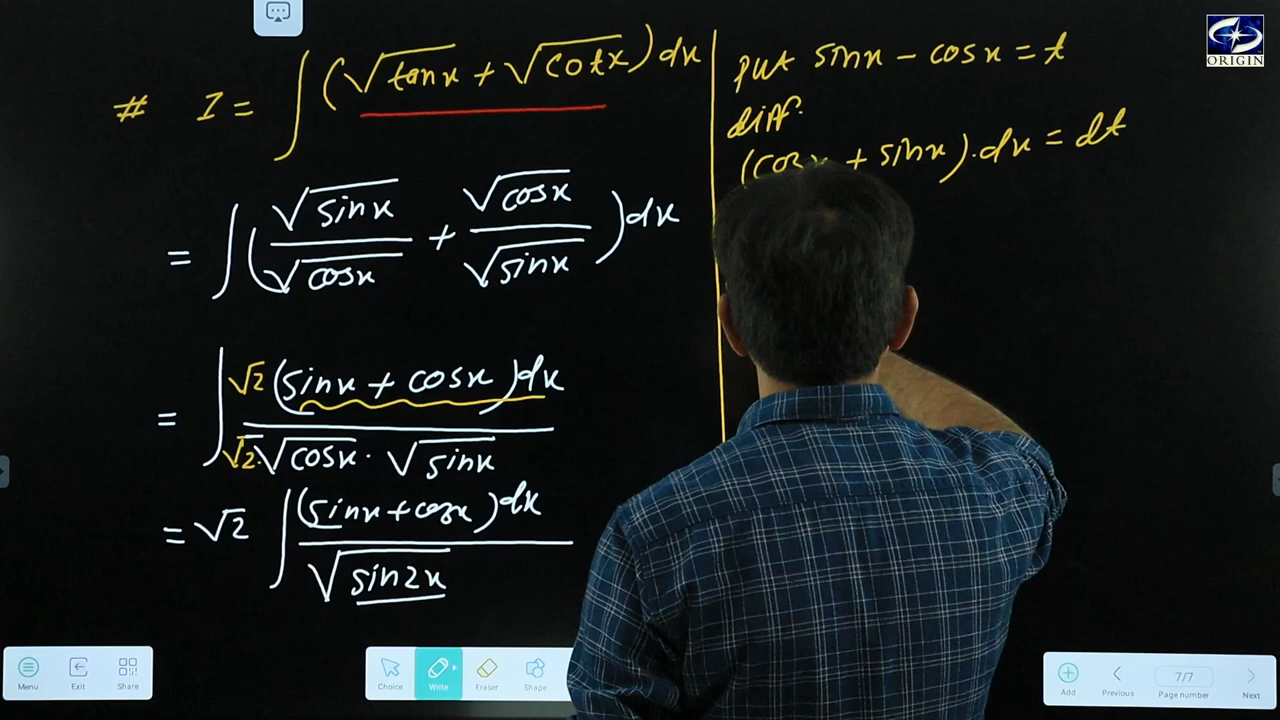 # I = ∫ (√tanx + √cotx) dx
= ∫ (√sinx/√cosx + √cosx/√sinx) dx
= ∫ √2 (sinx + cosx) dx / √2 · √cosx · √sinx
= √2 ∫ (sinx + cosx) dx / √sin2x
put sinx − cosx = t
diff.
(cosx + sinx).dx = dt
ORIGIN
Menu
Exit
Share
Choice
Write
Eraser
Shape
Add
Previous
7/7
Page number
Next